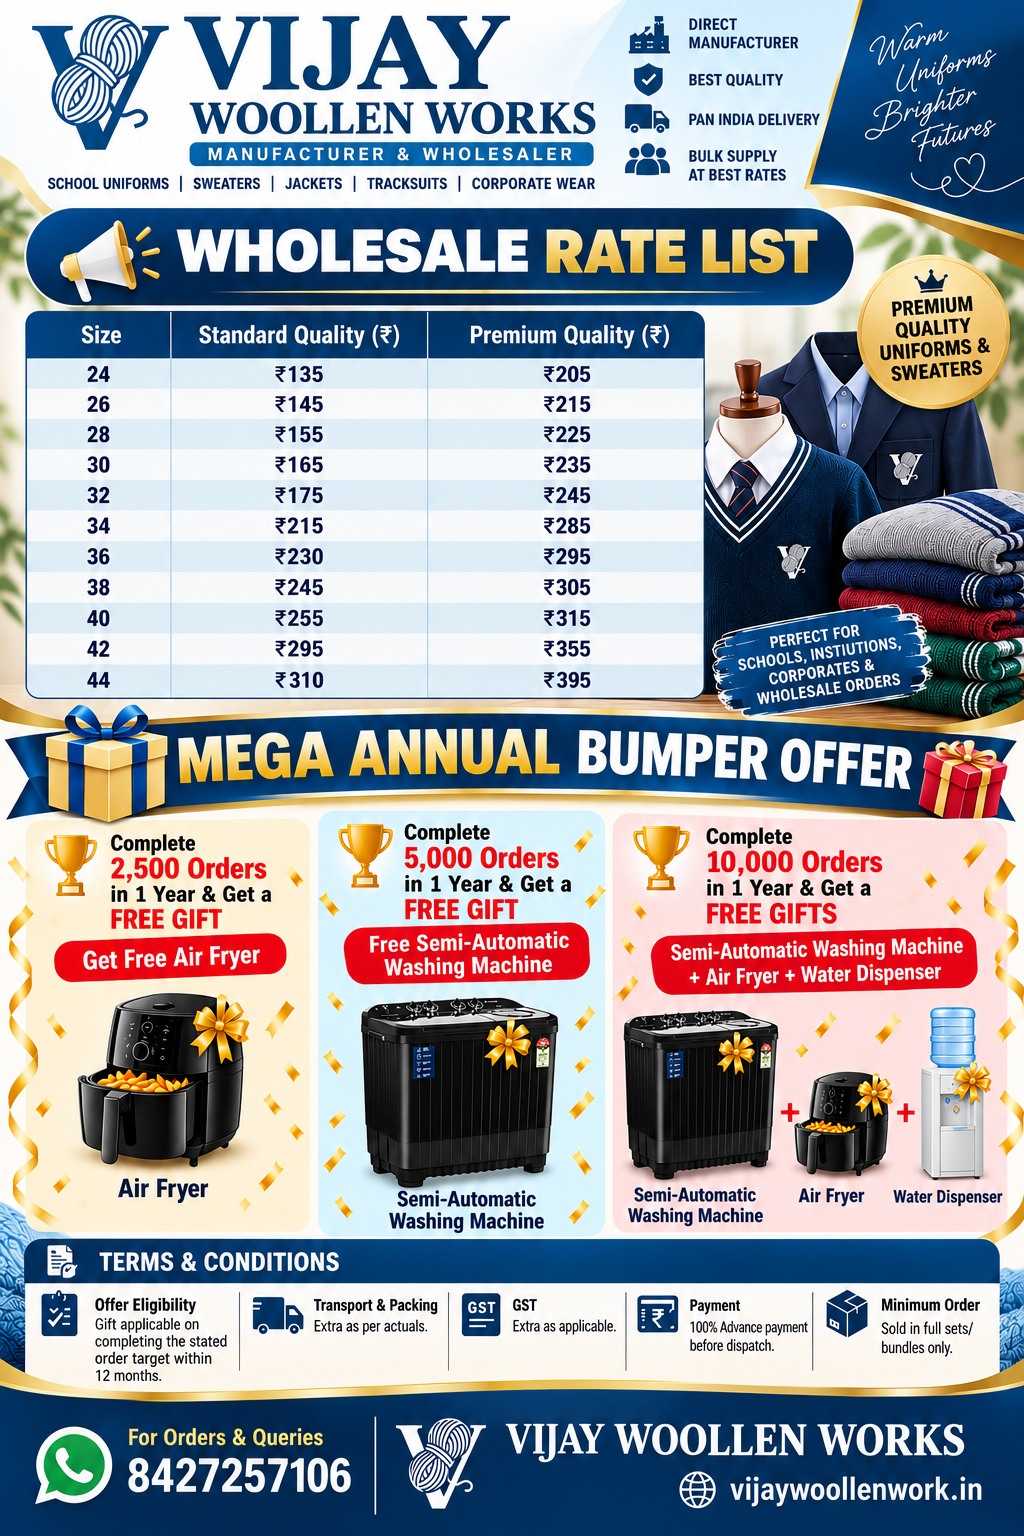 VIJAY
WOOLLEN WORKS
MANUFACTURER & WHOLESALER
SCHOOL UNIFORMS | SWEATERS | JACKETS | TRACKSUITS | CORPORATE WEAR
DIRECT
MANUFACTURER
BEST QUALITY
PAN INDIA DELIVERY
BULK SUPPLY
AT BEST RATES
Warm
Uniforms
Brighter
Futures
WHOLESALE RATE LIST
PREMIUM
QUALITY
UNIFORMS &
SWEATERS
Size Standard Quality (₹) Premium Quality (₹)
24 ₹135 ₹205
26 ₹145 ₹215
28 ₹155 ₹225
30 ₹165 ₹235
32 ₹175 ₹245
34 ₹215 ₹285
36 ₹230 ₹295
38 ₹245 ₹305
40 ₹255 ₹315
42 ₹295 ₹355
44 ₹310 ₹395
PERFECT FOR
SCHOOLS, INSTIUTIONS,
CORPORATES &
WHOLESALE ORDERS
MEGA ANNUAL BUMPER OFFER
Complete
2,500 Orders
in 1 Year & Get a
FREE GIFT
Get Free Air Fryer
Air Fryer
Complete
5,000 Orders
in 1 Year & Get a
FREE GIFT
Free Semi-Automatic
Washing Machine
Semi-Automatic
Washing Machine
Complete
10,000 Orders
in 1 Year & Get a
FREE GIFTS
Semi-Automatic Washing Machine
+ Air Fryer + Water Dispenser
+ +
Semi-Automatic
Washing Machine
Air Fryer
Water Dispenser
TERMS & CONDITIONS
Offer Eligibility
Gift applicable on
completing the stated
order target within
12 months.
Transport & Packing
Extra as per actuals.
GST
GST
Extra as applicable.
₹
Payment
100% Advance payment
before dispatch.
Minimum Order
Sold in full sets/
bundles only.
For Orders & Queries
8427257106
VIJAY WOOLLEN WORKS
vijaywoollenwork.in